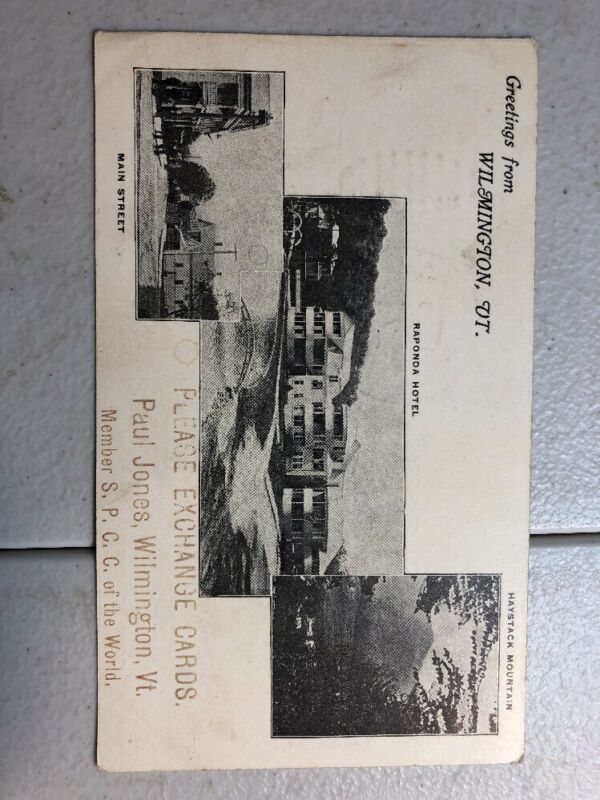 Greetings from
WILMINGTON, VT.
HAYSTACK MOUNTAIN
RAPONDA HOTEL
MAIN STREET
PLEASE EXCHANGE CARDS.
Paul Jones, Wilmington, Vt.
Member S. P. C. C. of the World.